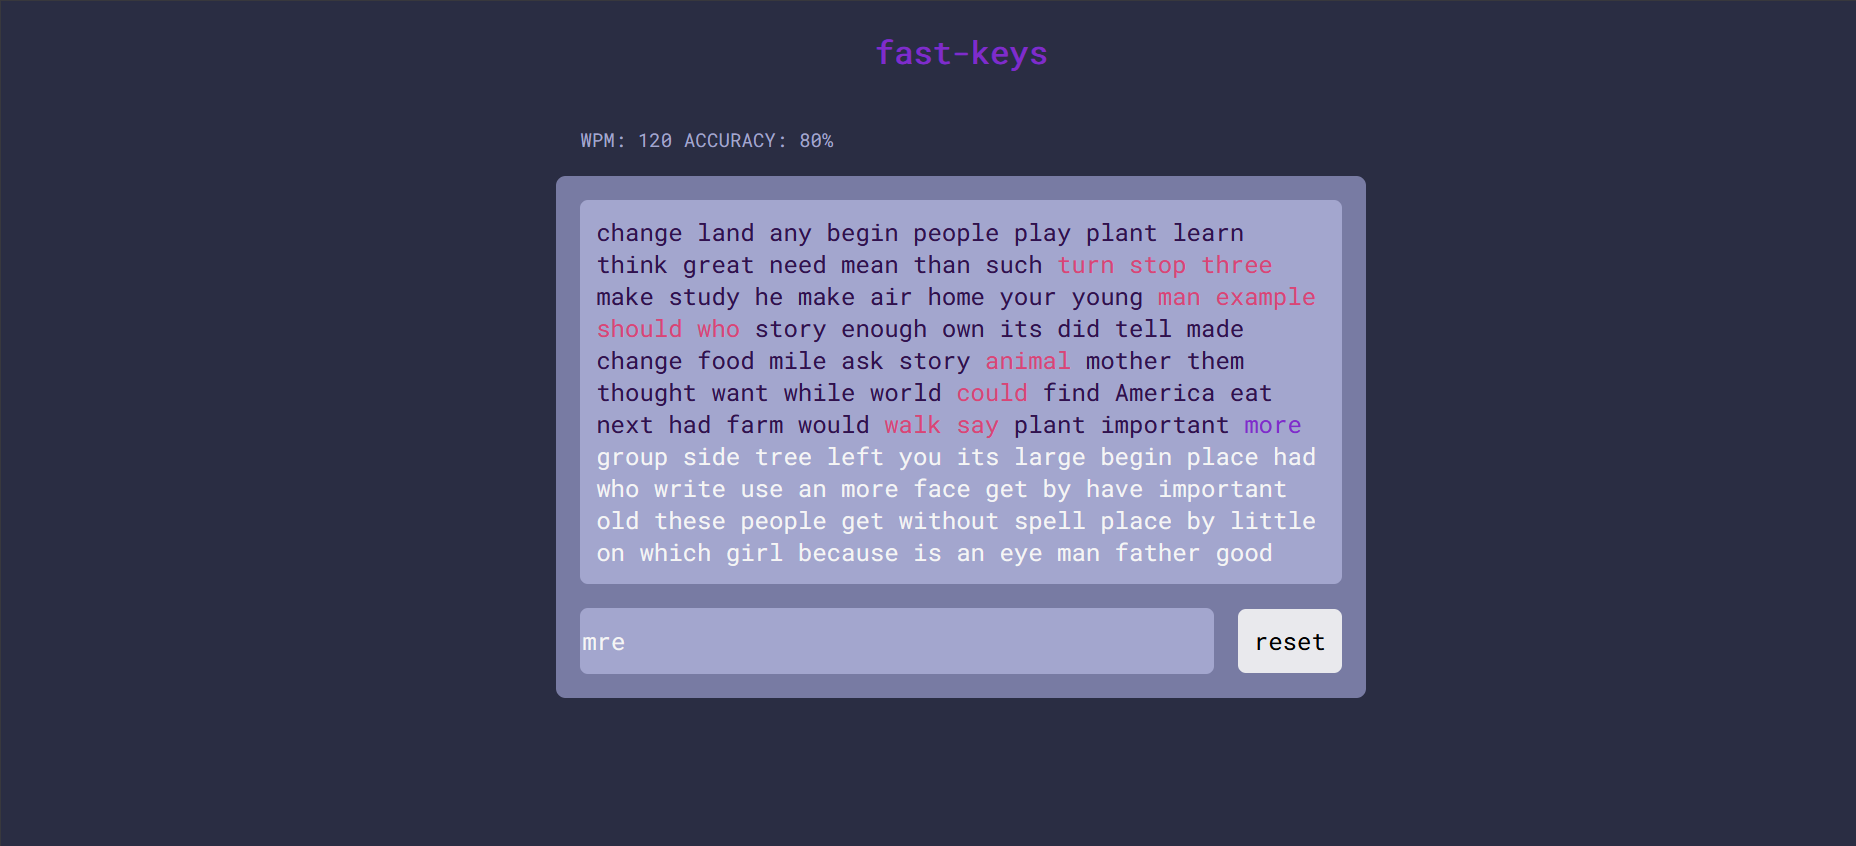 fast-keys
WPM: 120 ACCURACY: 80%
change land any begin people play plant learn
think great need mean than such turn stop three
make study he make air home your young man example
should who story enough own its did tell made
change food mile ask story animal mother them
thought want while world could find America eat
next had farm would walk say plant important more
group side tree left you its large begin place had
who write use an more face get by have important
old these people get without spell place by little
on which girl because is an eye man father good
mre
reset